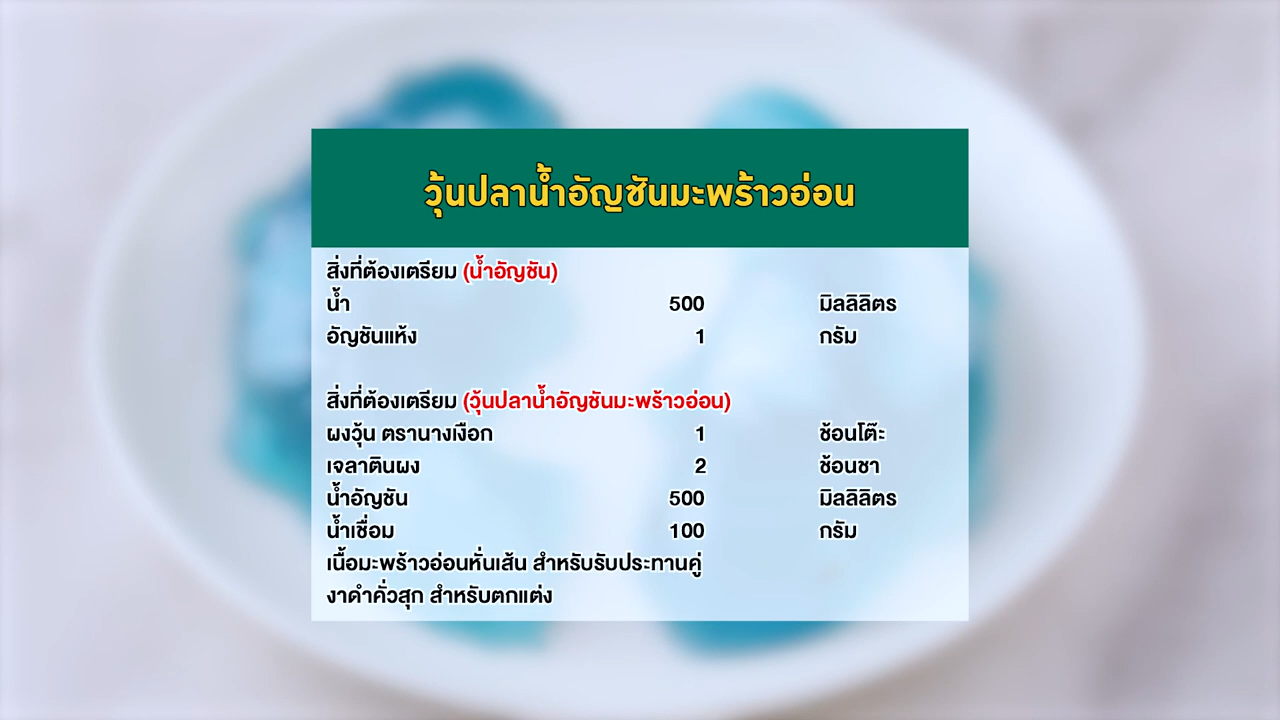 วุ้นปลาน้ำอัญชันมะพร้าวอ่อน
สิ่งที่ต้องเตรียม (น้ำอัญชัน)
น้ำ 500 มิลลิลิตร
อัญชันแห้ง 1 กรัม
สิ่งที่ต้องเตรียม (วุ้นปลาน้ำอัญชันมะพร้าวอ่อน)
ผงวุ้น ตรานางเงือก 1 ช้อนโต๊ะ
เจลาตินผง 2 ช้อนชา
น้ำอัญชัน 500 มิลลิลิตร
น้ำเชื่อม 100 กรัม
เนื้อมะพร้าวอ่อนหั่นเส้น สำหรับรับประทานคู่
งาดำคั่วสุก สำหรับตกแต่ง